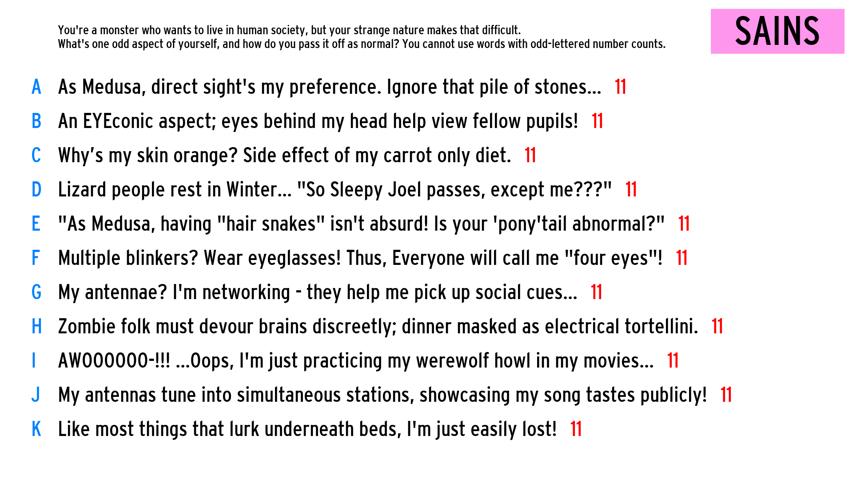 You're a monster who wants to live in human society, but your strange nature makes that difficult.
What's one odd aspect of yourself, and how do you pass it off as normal? You cannot use words with odd-lettered number counts.
SAINS
A As Medusa, direct sight's my preference. Ignore that pile of stones... 11
B An EYEconic aspect; eyes behind my head help view fellow pupils! 11
C Why's my skin orange? Side effect of my carrot only diet. 11
D Lizard people rest in Winter... "So Sleepy Joel passes, except me???" 11
E "As Medusa, having "hair snakes" isn't absurd! Is your 'pony'tail abnormal?" 11
F Multiple blinkers? Wear eyeglasses! Thus, Everyone will call me "four eyes"! 11
G My antennae? I'm networking - they help me pick up social cues... 11
H Zombie folk must devour brains discreetly; dinner masked as electrical tortellini. 11
I AWOOOOOO-!!! ...Oops, I'm just practicing my werewolf howl in my movies... 11
J My antennas tune into simultaneous stations, showcasing my song tastes publicly! 11
K Like most things that lurk underneath beds, I'm just easily lost! 11